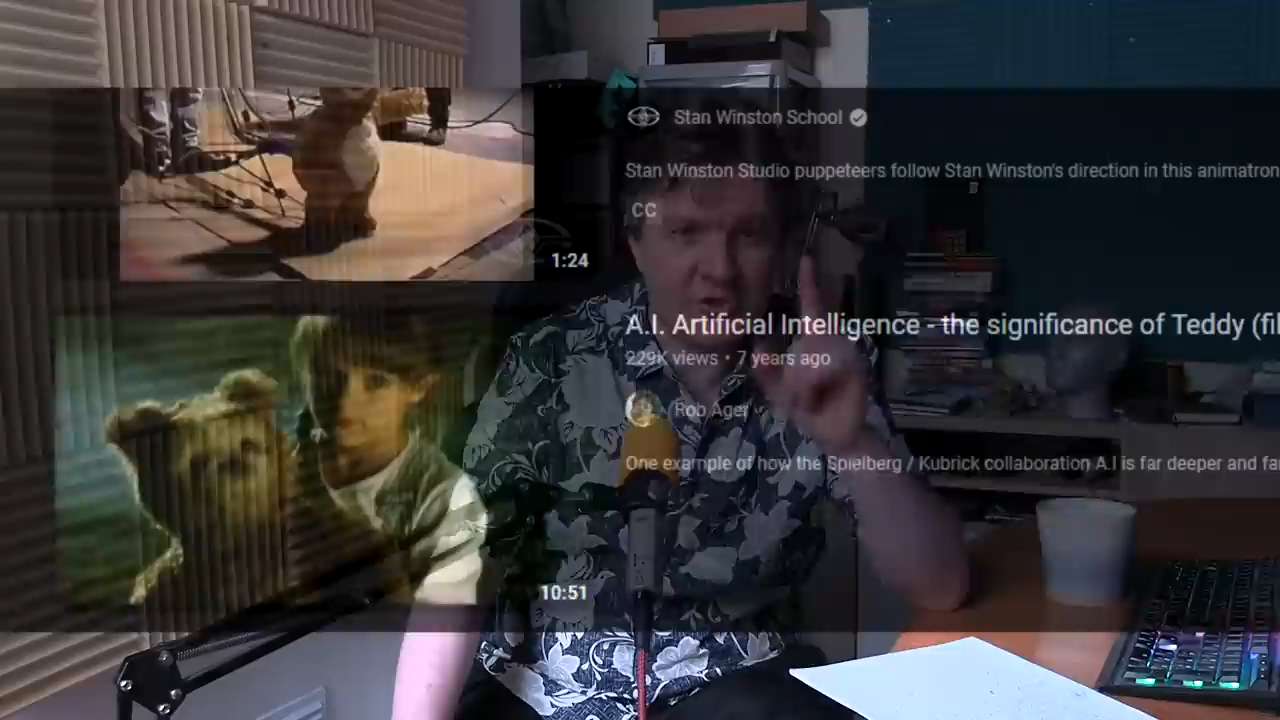 Stan Winston School
Stan Winston Studio puppeteers follow Stan Winston's direction in this animatron
CC
1:24
A.I. Artificial Intelligence - the significance of Teddy (fil
229K views • 7 years ago
Rob Ager
One example of how the Spielberg / Kubrick collaboration A.I is far deeper and fa
10:51